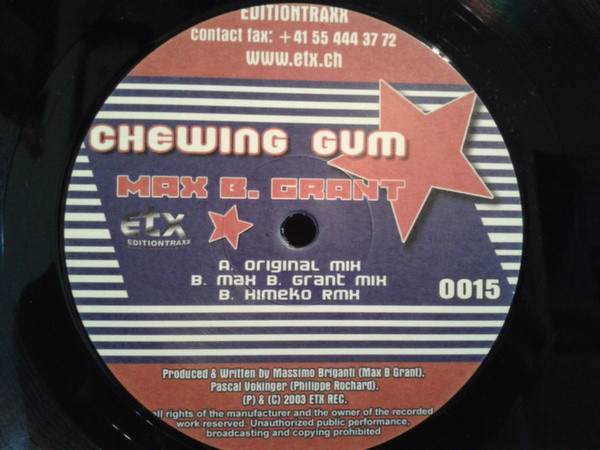 EDITIONTRAXX
contact fax: +41 55 444 37 72
www.etx.ch
CHEWING GUM
MAX B. GRANT
etx
EDITIONTRAXX
A. Original mix
B. Max B. Grant mix
B. Himeko Rmx
0015
Produced & Written by Massimo Briganti (Max B Grant).
Pascal Vokinger (Philippe Rochard).
(P) & (C) 2003 ETX REC.
all rights of the manufacturer and the owner of the recorded
work reserved. Unauthorized public performance,
broadcasting and copying prohibited